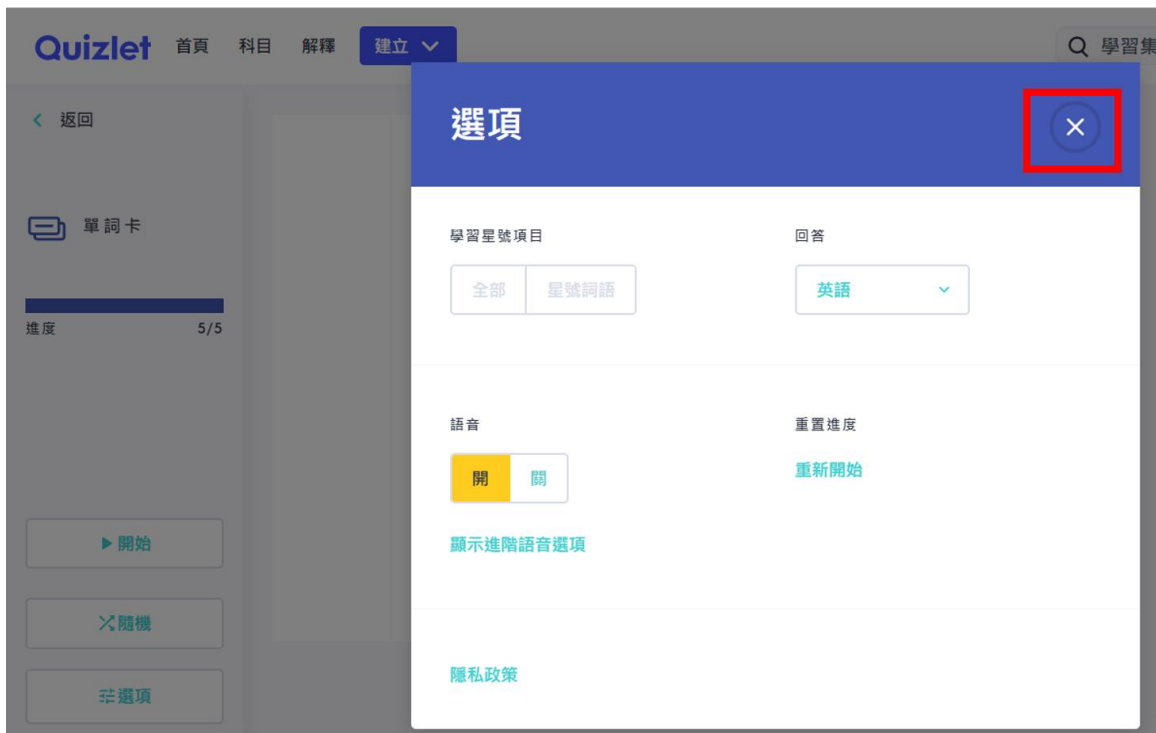 Quizlet 首頁 科目 解釋 建立 學習集
返回
選項
單詞卡
學習星號項目 回答
全部 星號詞語 英語
進度 5/5
語音 重置進度
開 關 重新開始
顯示進階語音選項
開始
隨機
隱私政策
選項